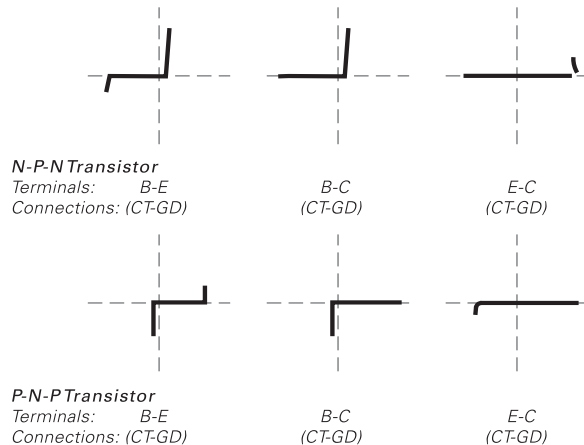 N-P-N Transistor
Terminals: B-E B-C E-C
Connections: (CT-GD) (CT-GD) (CT-GD)
P-N-P Transistor
Terminals: B-E B-C E-C
Connections: (CT-GD) (CT-GD) (CT-GD)